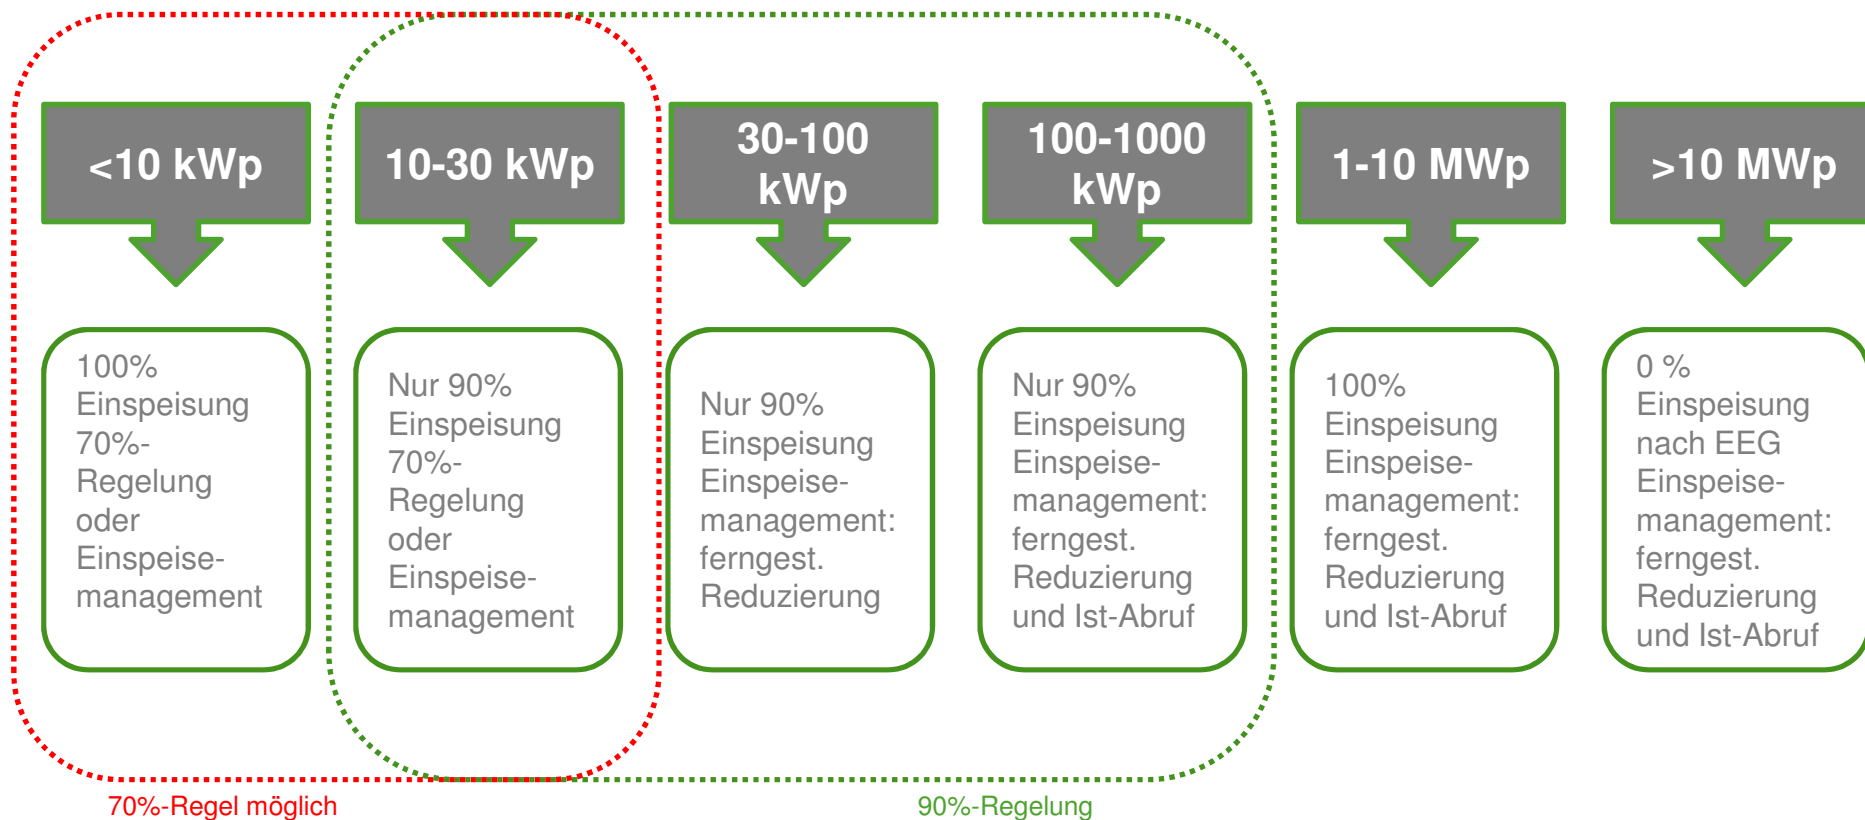 <10 kWp
10-30 kWp
30-100
kWp
100-1000
kWp
1-10 MWp
>10 MWp
100%
Einspeisung
70%-
Regelung
oder
Einspeise-
management
Nur 90%
Einspeisung
70%-
Regelung
oder
Einspeise-
management
Nur 90%
Einspeisung
Einspeise-
management:
ferngest.
Reduzierung
Nur 90%
Einspeisung
Einspeise-
management:
ferngest.
Reduzierung
und Ist-Abruf
100%
Einspeisung
Einspeise-
management:
ferngest.
Reduzierung
und Ist-Abruf
0 %
Einspeisung
nach EEG
Einspeise-
management:
ferngest.
Reduzierung
und Ist-Abruf
70%-Regel möglich
90%-Regelung